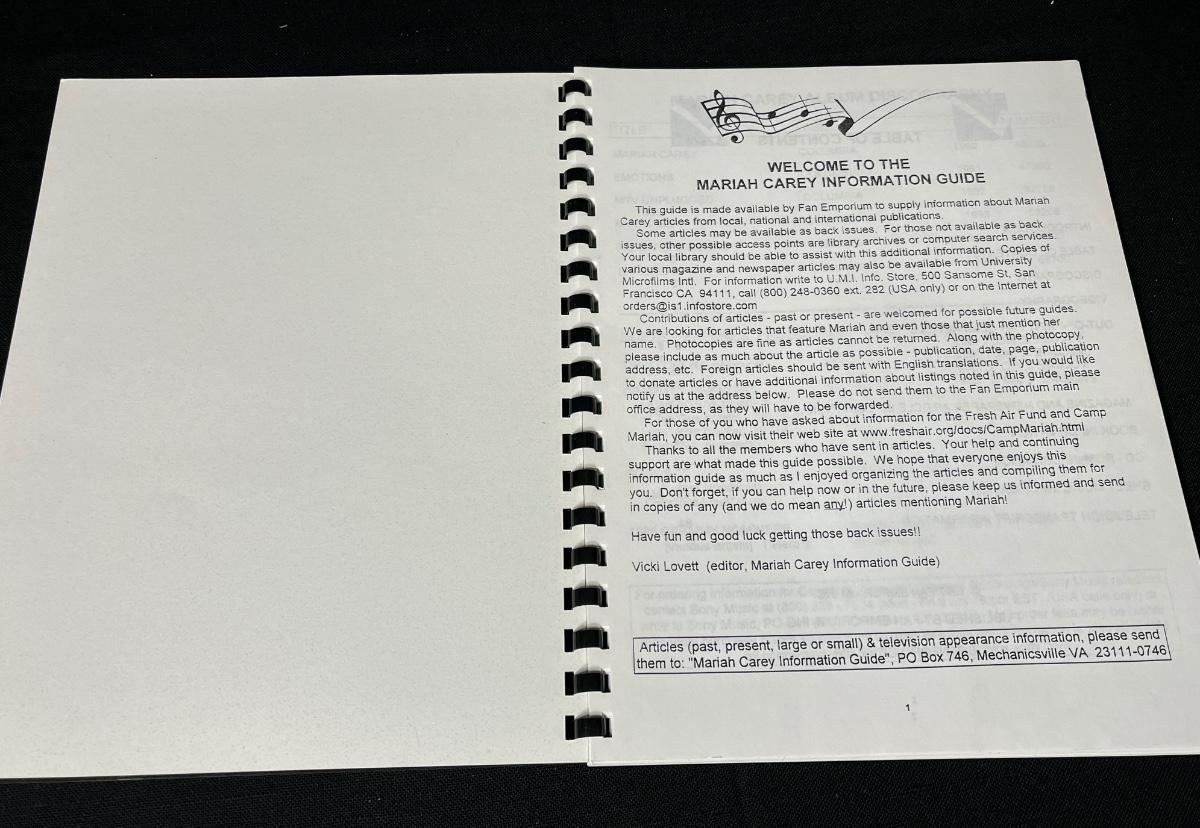 WELCOME TO THE
MARIAH CAREY INFORMATION GUIDE
This guide is made available by Fan Emporium to supply information about Mariah
Carey articles from local, national and international publications.
Some articles may be available as back issues. For those not available as back
issues, other possible access points are library archives or computer search services.
Your local library should be able to assist with this additional information. Copies of
various magazine and newspaper articles may also be available from University
Microfilms Intl. For information write to U.M.I. Info. Store, 500 Sansome St, San
Francisco CA 94111, call (800) 248-0360 ext. 282 (USA only) or on the Internet at
orders@is1.infostore.com
Contributions of articles - past or present - are welcomed for possible future guides.
We are looking for articles that feature Mariah and even those that just mention her
name. Photocopies are fine as articles cannot be returned. Along with the photocopy,
please include as much about the article as possible - publication, date, page, publication
address, etc. Foreign articles should be sent with English translations. If you would like
to donate articles or have additional information about listings noted in this guide, please
notify us at the address below. Please do not send them to the Fan Emporium main
office address, as they will have to be forwarded.
For those of you who have asked about information for the Fresh Air Fund and Camp
Mariah, you can now visit their web site at www.freshair.org/docs/CampMariah.html
Thanks to all the members who have sent in articles. Your help and continuing
support are what made this guide possible. We hope that everyone enjoys this
information guide as much as I enjoyed organizing the articles and compiling them for
you. Don't forget, if you can help now or in the future, please keep us informed and send
in copies of any (and we do mean any!) articles mentioning Mariah!
Have fun and good luck getting those back issues!!
Vicki Lovett (editor, Mariah Carey Information Guide)
Articles (past, present, large or small) & television appearance information, please send
them to: "Mariah Carey Information Guide", PO Box 746, Mechanicsville VA 23111-0746
1